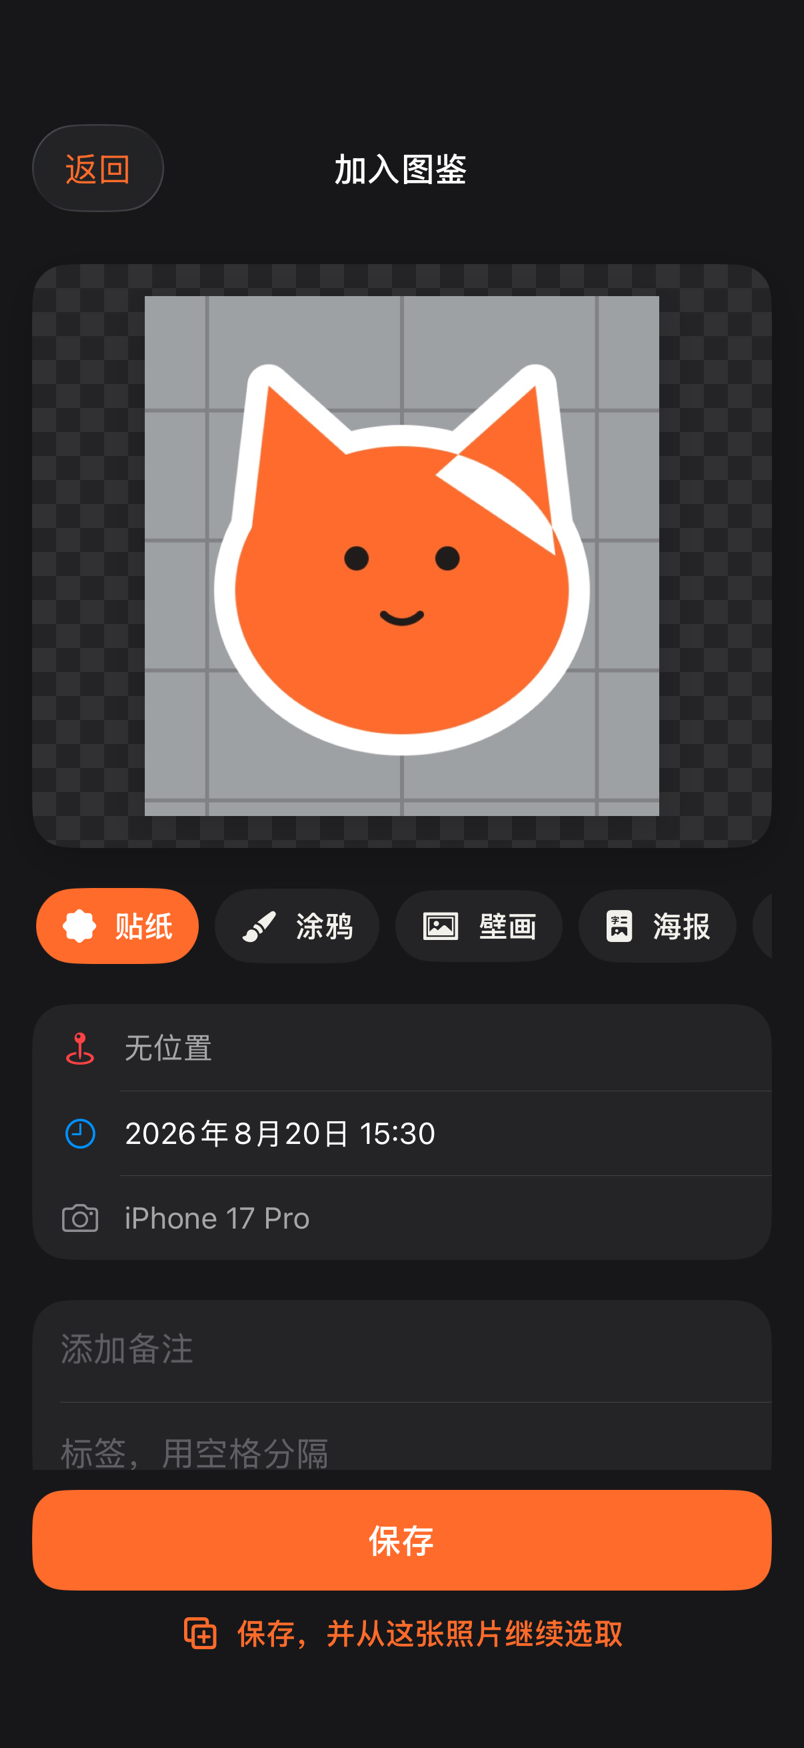 返回
加入图鉴
贴纸
涂鸦
壁画
海报
无位置
2026年8月20日 15:30
iPhone 17 Pro
添加备注
标签，用空格分隔
保存
保存，并从这张照片继续选取